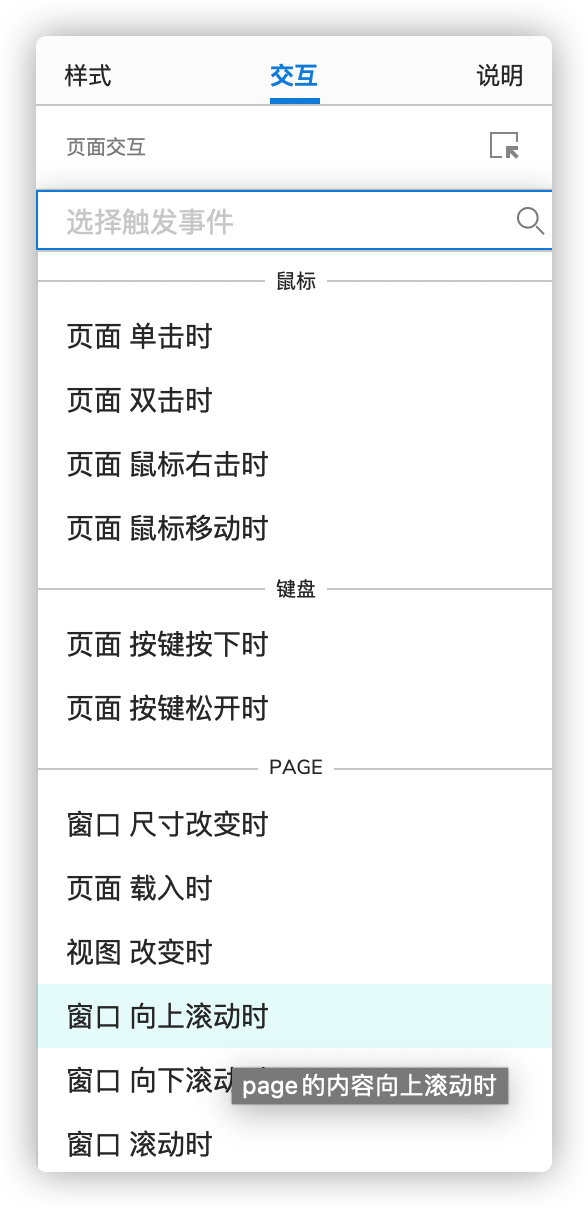 样式 交互 说明
页面交互
选择触发事件
鼠标
页面 单击时
页面 双击时
页面 鼠标右击时
页面 鼠标移动时
键盘
页面 按键按下时
页面 按键松开时
PAGE
窗口 尺寸改变时
页面 载入时
视图 改变时
窗口 向上滚动时
窗口 向下滚动
page的内容向上滚动时
窗口 滚动时